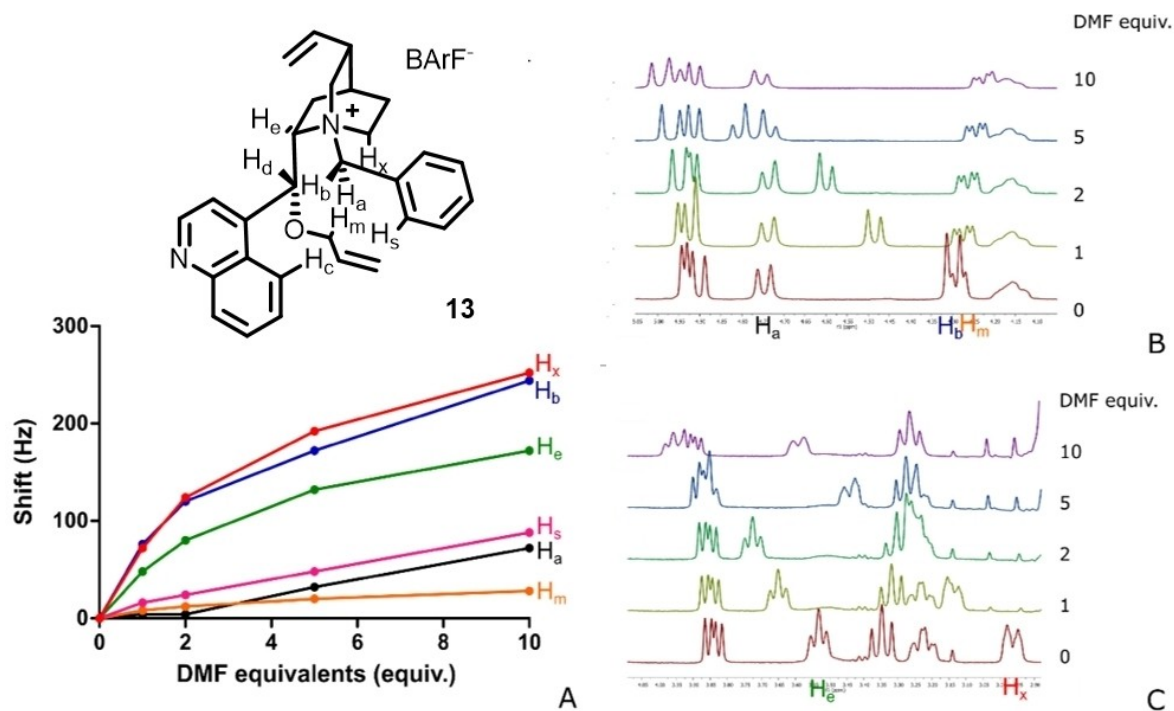 BArF-
N+
He
Hd
Hx
Hb
Ha
O
Hm
Hs
N
Hc
13
300
200
100
0
Shift (Hz)
0
2
4
6
8
10
DMF equivalents (equiv.)
Hx
Hb
He
Hs
Ha
Hm
A
DMF equiv.
10
5
2
1
0
Ha
Hb
Hm
B
DMF equiv.
10
5
2
1
0
He
Hx
C